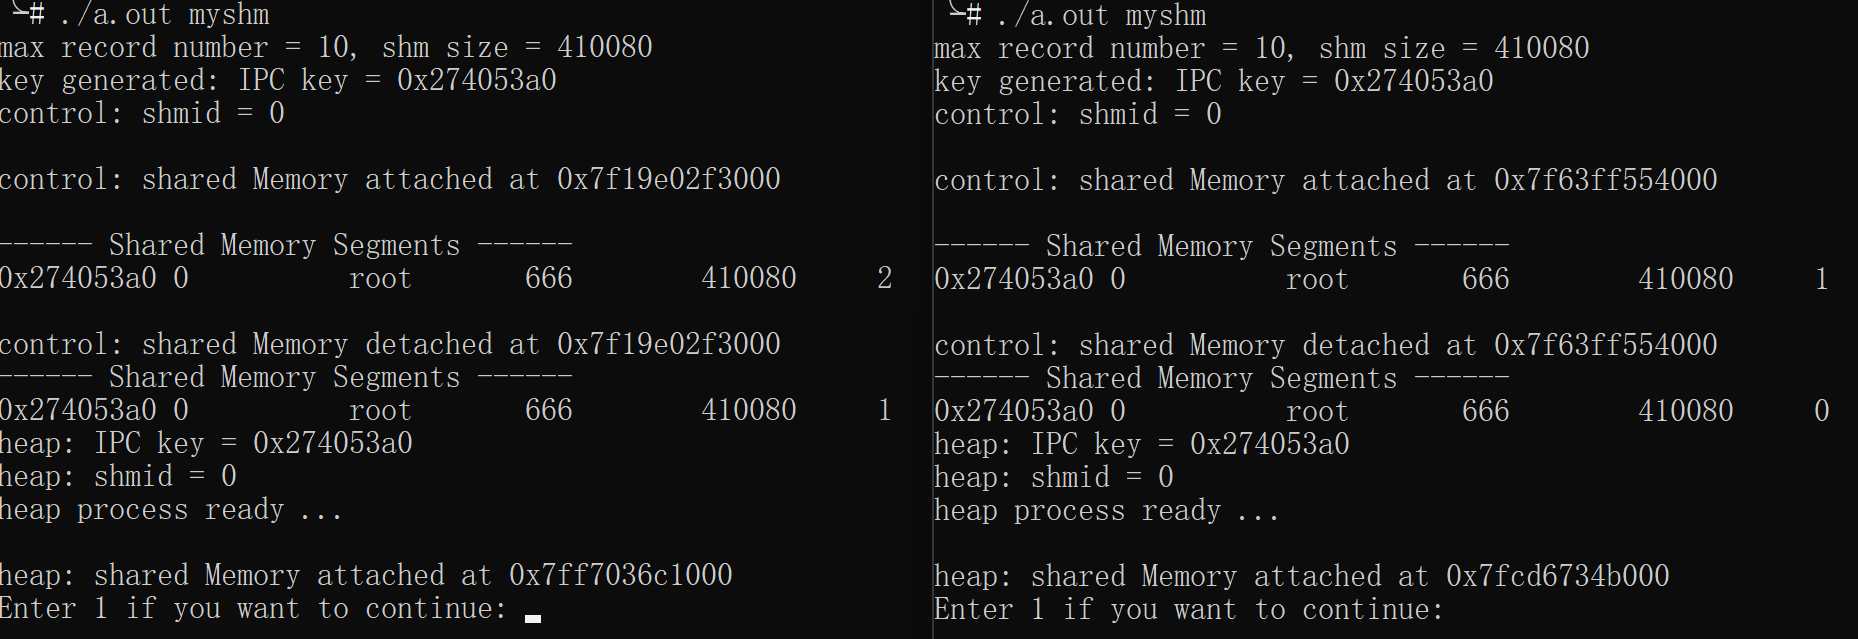 # ./a.out myshm
max record number = 10, shm size = 410080
key generated: IPC key = 0x274053a0
control: shmid = 0
control: shared Memory attached at 0x7f19e02f3000
------ Shared Memory Segments ------
0x274053a0 0 root 666 410080 2
control: shared Memory detached at 0x7f19e02f3000
------ Shared Memory Segments ------
0x274053a0 0 root 666 410080 1
heap: IPC key = 0x274053a0
heap: shmid = 0
heap process ready ...
heap: shared Memory attached at 0x7ff7036c1000
Enter 1 if you want to continue:
# ./a.out myshm
max record number = 10, shm size = 410080
key generated: IPC key = 0x274053a0
control: shmid = 0
control: shared Memory attached at 0x7f63ff554000
------ Shared Memory Segments ------
0x274053a0 0 root 666 410080 1
control: shared Memory detached at 0x7f63ff554000
------ Shared Memory Segments ------
0x274053a0 0 root 666 410080 0
heap: IPC key = 0x274053a0
heap: shmid = 0
heap process ready ...
heap: shared Memory attached at 0x7fcd6734b000
Enter 1 if you want to continue: